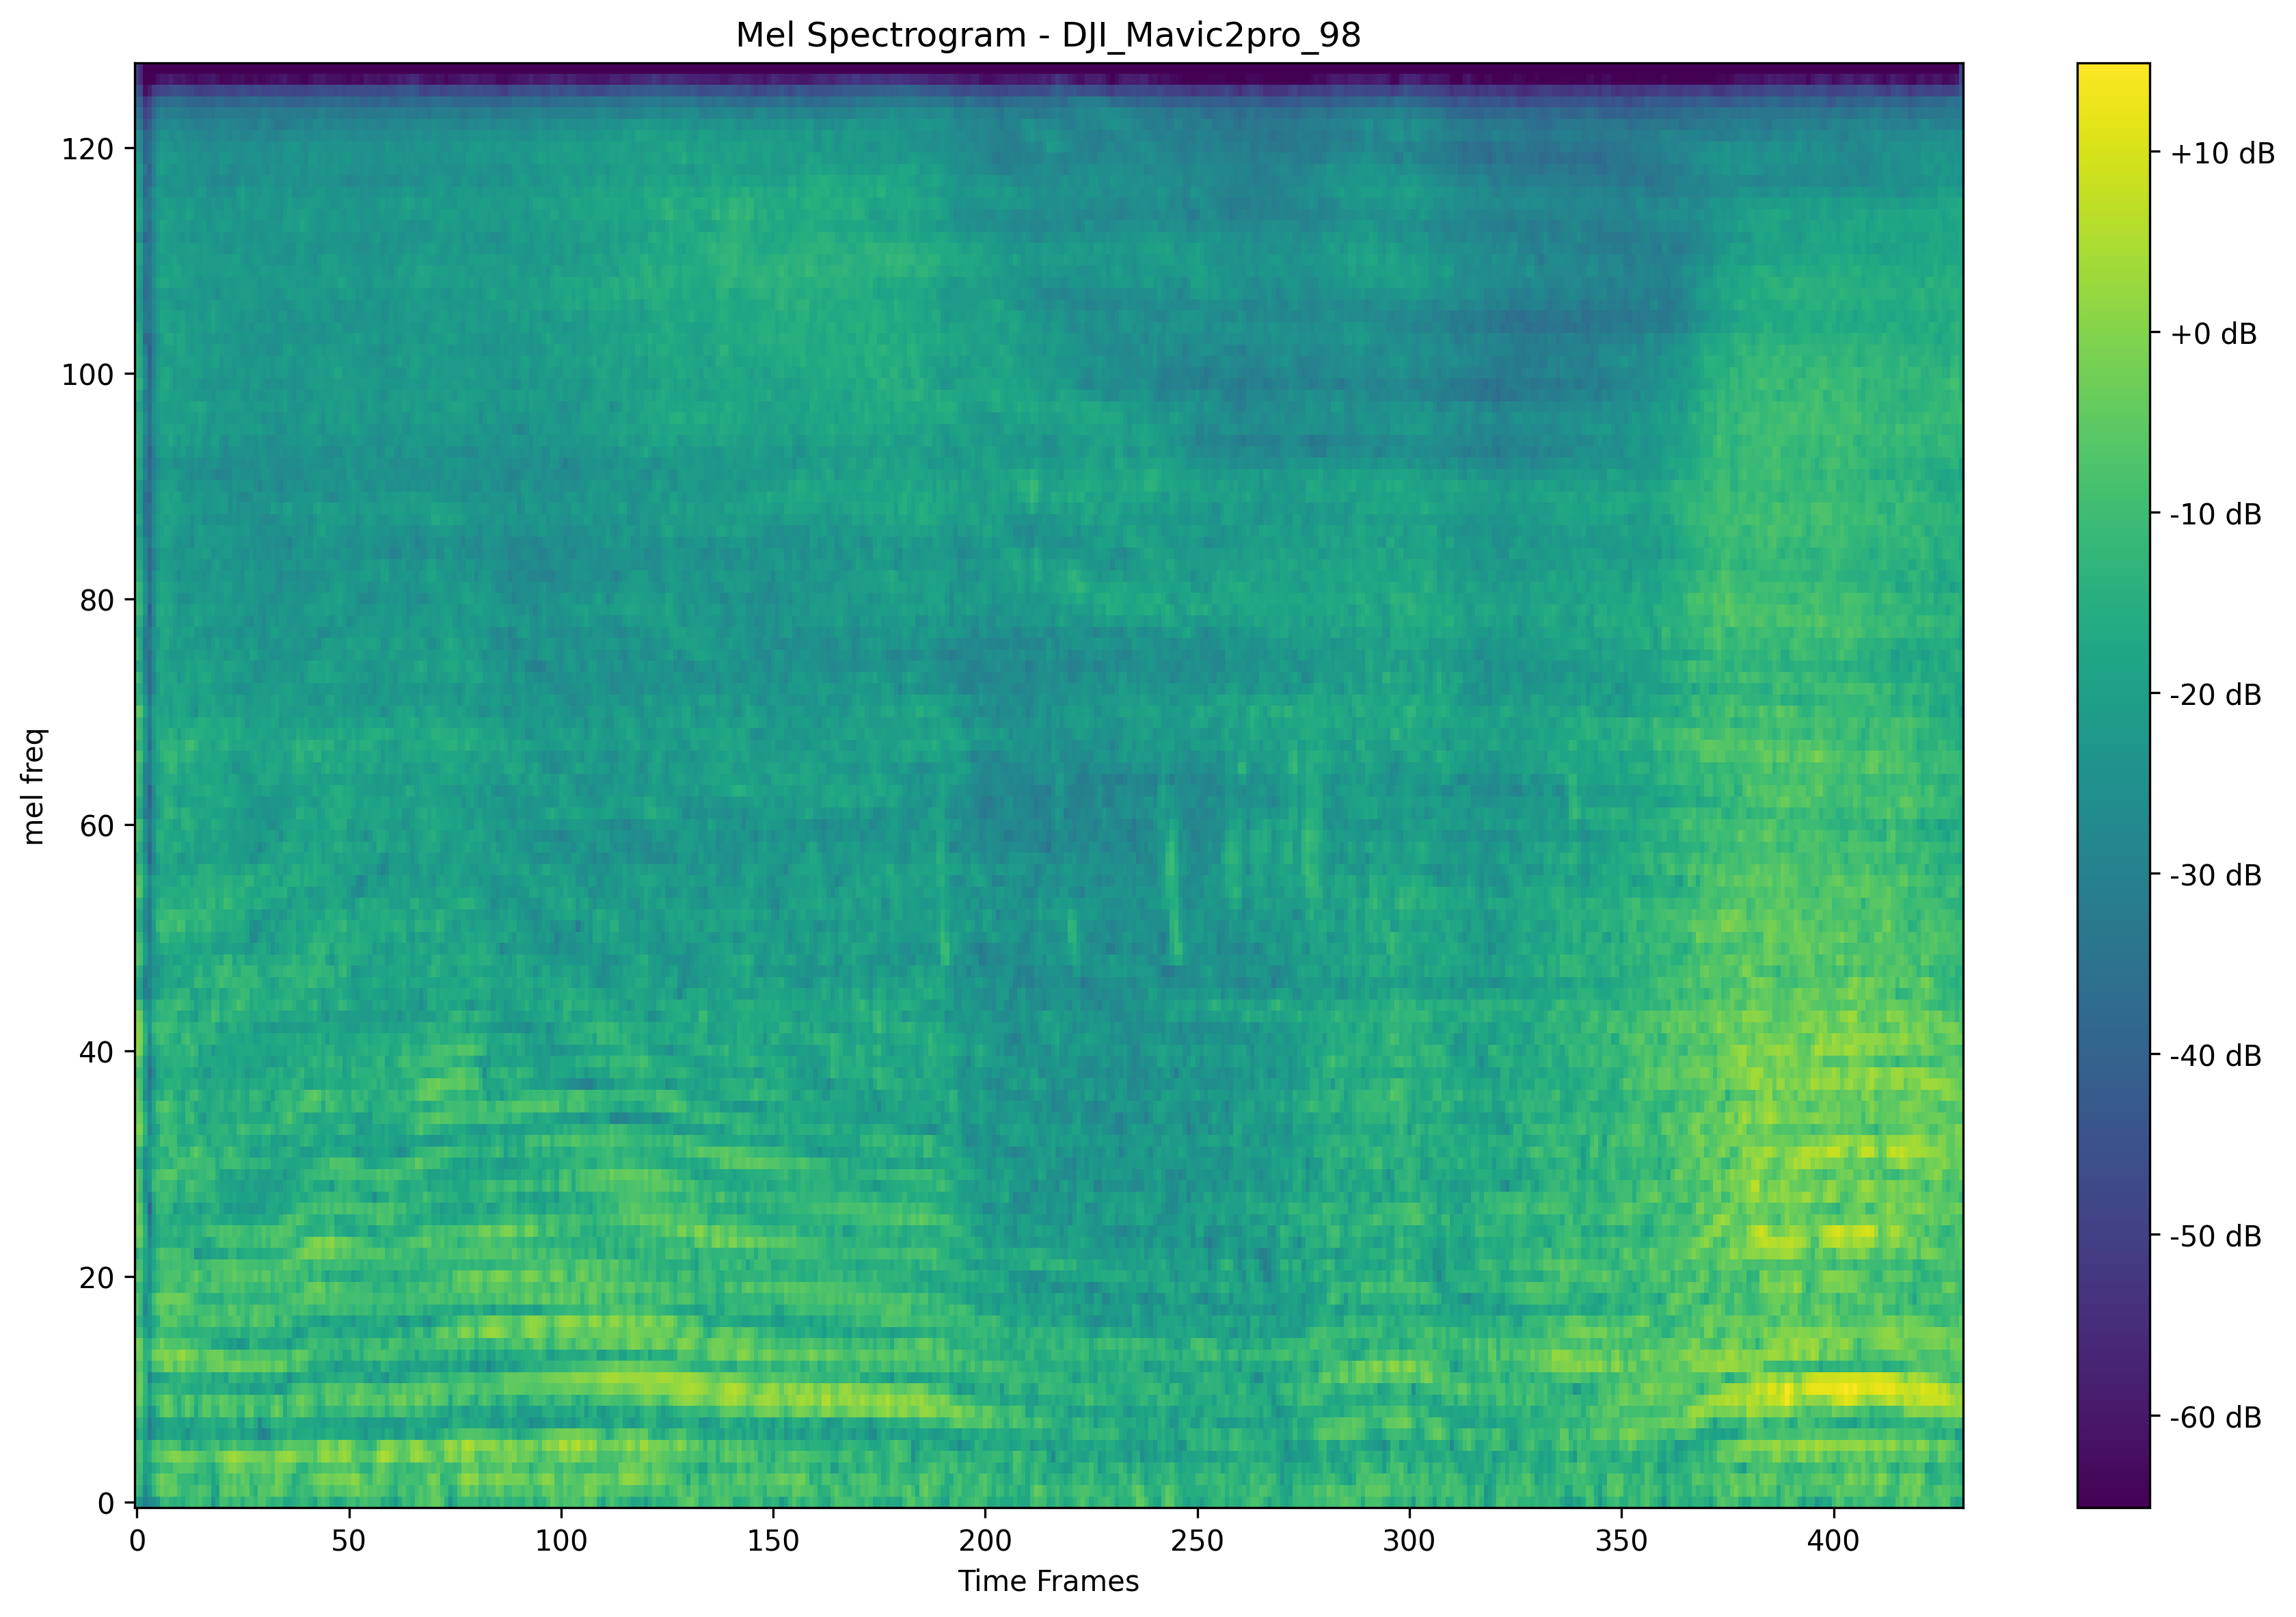 Mel Spectrogram - DJI_Mavic2pro_98
120
100
80
60
40
20
0
mel freq
0 50 100 150 200 250 300 350 400
Time Frames
+10 dB
+0 dB
-10 dB
-20 dB
-30 dB
-40 dB
-50 dB
-60 dB